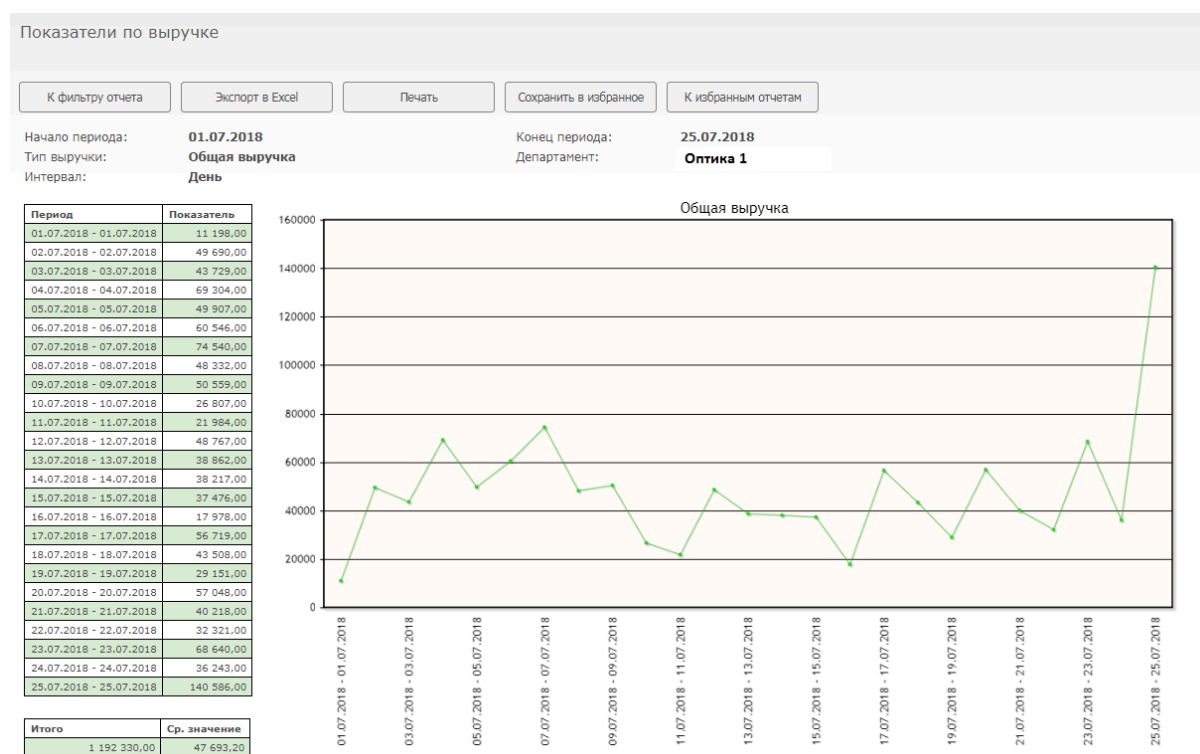 Показатели по выручке
К фильтру отчета Экспорт в Excel Печать Сохранить в избранное К избранным отчетам
Начало периода: 01.07.2018 Конец периода: 25.07.2018
Тип выручки: Общая выручка Департамент: Оптика 1
Интервал: День
Период Показатель
01.07.2018 - 01.07.2018 11 198,00
02.07.2018 - 02.07.2018 49 690,00
03.07.2018 - 03.07.2018 43 729,00
04.07.2018 - 04.07.2018 69 304,00
05.07.2018 - 05.07.2018 49 907,00
06.07.2018 - 06.07.2018 60 546,00
07.07.2018 - 07.07.2018 74 540,00
08.07.2018 - 08.07.2018 48 332,00
09.07.2018 - 09.07.2018 50 559,00
10.07.2018 - 10.07.2018 26 807,00
11.07.2018 - 11.07.2018 21 984,00
12.07.2018 - 12.07.2018 48 767,00
13.07.2018 - 13.07.2018 38 862,00
14.07.2018 - 14.07.2018 38 217,00
15.07.2018 - 15.07.2018 37 476,00
16.07.2018 - 16.07.2018 17 978,00
17.07.2018 - 17.07.2018 56 719,00
18.07.2018 - 18.07.2018 43 508,00
19.07.2018 - 19.07.2018 29 151,00
20.07.2018 - 20.07.2018 57 048,00
21.07.2018 - 21.07.2018 40 218,00
22.07.2018 - 22.07.2018 32 321,00
23.07.2018 - 23.07.2018 68 640,00
24.07.2018 - 24.07.2018 36 243,00
25.07.2018 - 25.07.2018 140 586,00
Итого Ср. значение
1 192 330,00 47 693,20
Общая выручка
160000
140000
120000
100000
80000
60000
40000
20000
0
01.07.2018 - 01.07.2018
03.07.2018 - 03.07.2018
05.07.2018 - 05.07.2018
07.07.2018 - 07.07.2018
09.07.2018 - 09.07.2018
11.07.2018 - 11.07.2018
13.07.2018 - 13.07.2018
15.07.2018 - 15.07.2018
17.07.2018 - 17.07.2018
19.07.2018 - 19.07.2018
21.07.2018 - 21.07.2018
23.07.2018 - 23.07.2018
25.07.2018 - 25.07.2018